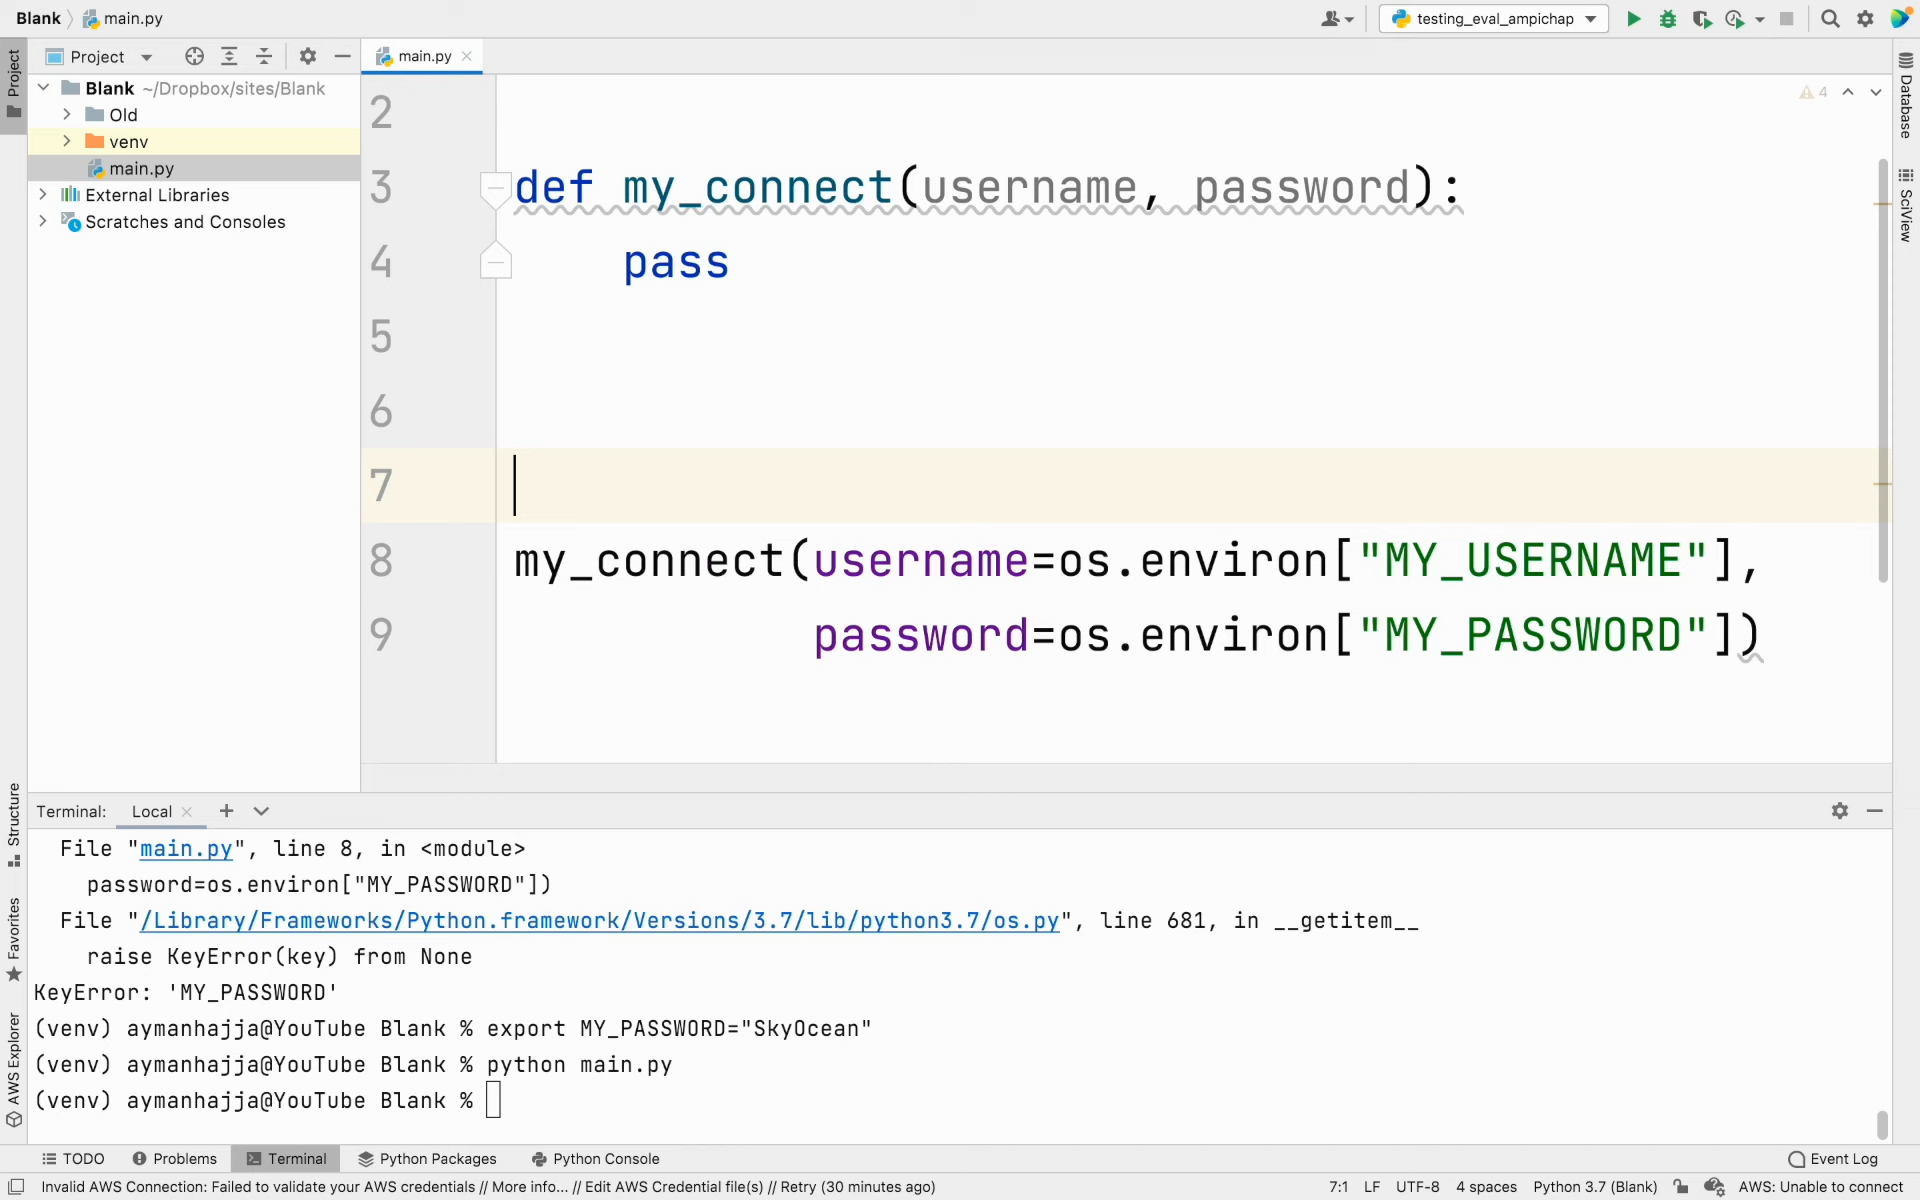 Blank
main.py
testing_eval_ampichap
Project
main.py
Project
Blank ~/Dropbox/sites/Blank
Old
venv
main.py
External Libraries
Scratches and Consoles
4
2
3 def my_connect(username, password):
4 pass
5
6
7
8 my_connect(username=os.environ["MY_USERNAME"],
9 password=os.environ["MY_PASSWORD"])
Database
SciView
Structure
Favorites
AWS Explorer
Terminal: Local
File "main.py", line 8, in <module>
password=os.environ["MY_PASSWORD"])
File "/Library/Frameworks/Python.framework/Versions/3.7/lib/python3.7/os.py", line 681, in __getitem__
raise KeyError(key) from None
KeyError: 'MY_PASSWORD'
(venv) aymanhajja@YouTube Blank % export MY_PASSWORD="SkyOcean"
(venv) aymanhajja@YouTube Blank % python main.py
(venv) aymanhajja@YouTube Blank %
TODO Problems Terminal Python Packages Python Console Event Log
Invalid AWS Connection: Failed to validate your AWS credentials // More info... // Edit AWS Credential file(s) // Retry (30 minutes ago) 7:1 LF UTF-8 4 spaces Python 3.7 (Blank) AWS: Unable to connect